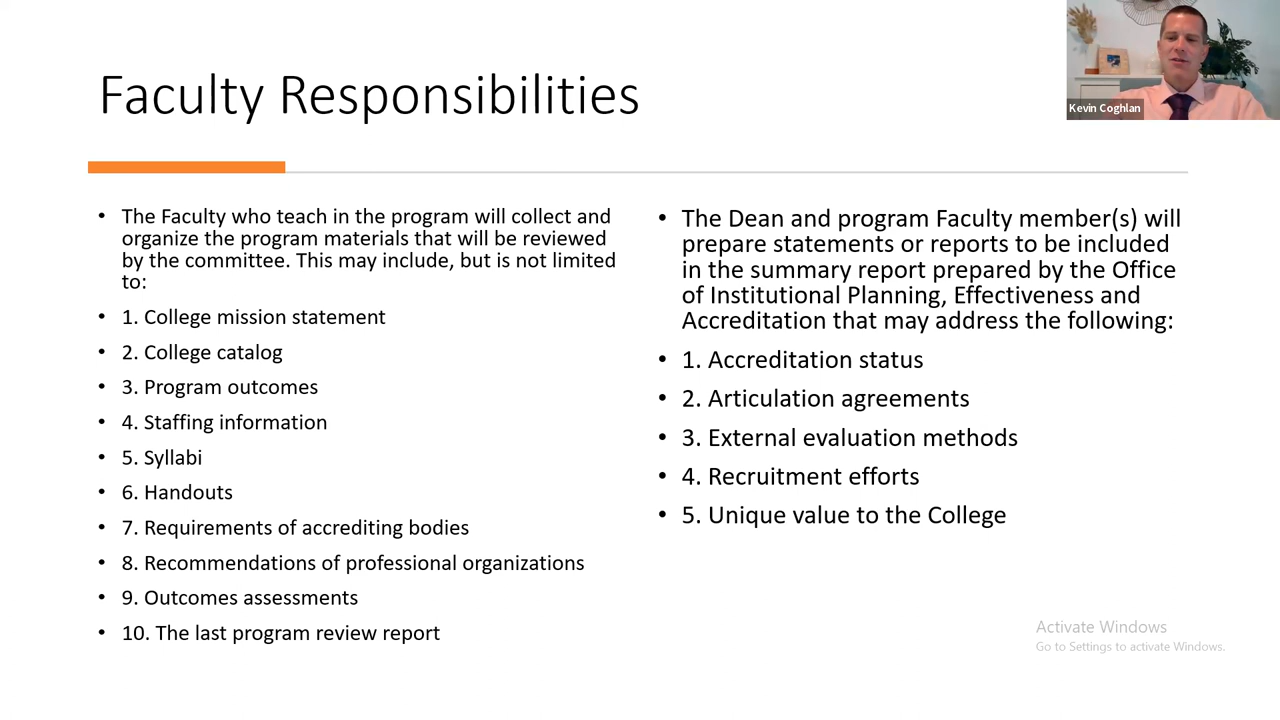 Faculty Responsibilities
Kevin Coghlan
• The Faculty who teach in the program will collect and
organize the program materials that will be reviewed
by the committee. This may include, but is not limited
to:
• 1. College mission statement
• 2. College catalog
• 3. Program outcomes
• 4. Staffing information
• 5. Syllabi
• 6. Handouts
• 7. Requirements of accrediting bodies
• 8. Recommendations of professional organizations
• 9. Outcomes assessments
• 10. The last program review report
• The Dean and program Faculty member(s) will
prepare statements or reports to be included
in the summary report prepared by the Office
of Institutional Planning, Effectiveness and
Accreditation that may address the following:
• 1. Accreditation status
• 2. Articulation agreements
• 3. External evaluation methods
• 4. Recruitment efforts
• 5. Unique value to the College
Activate Windows
Go to Settings to activate Windows.